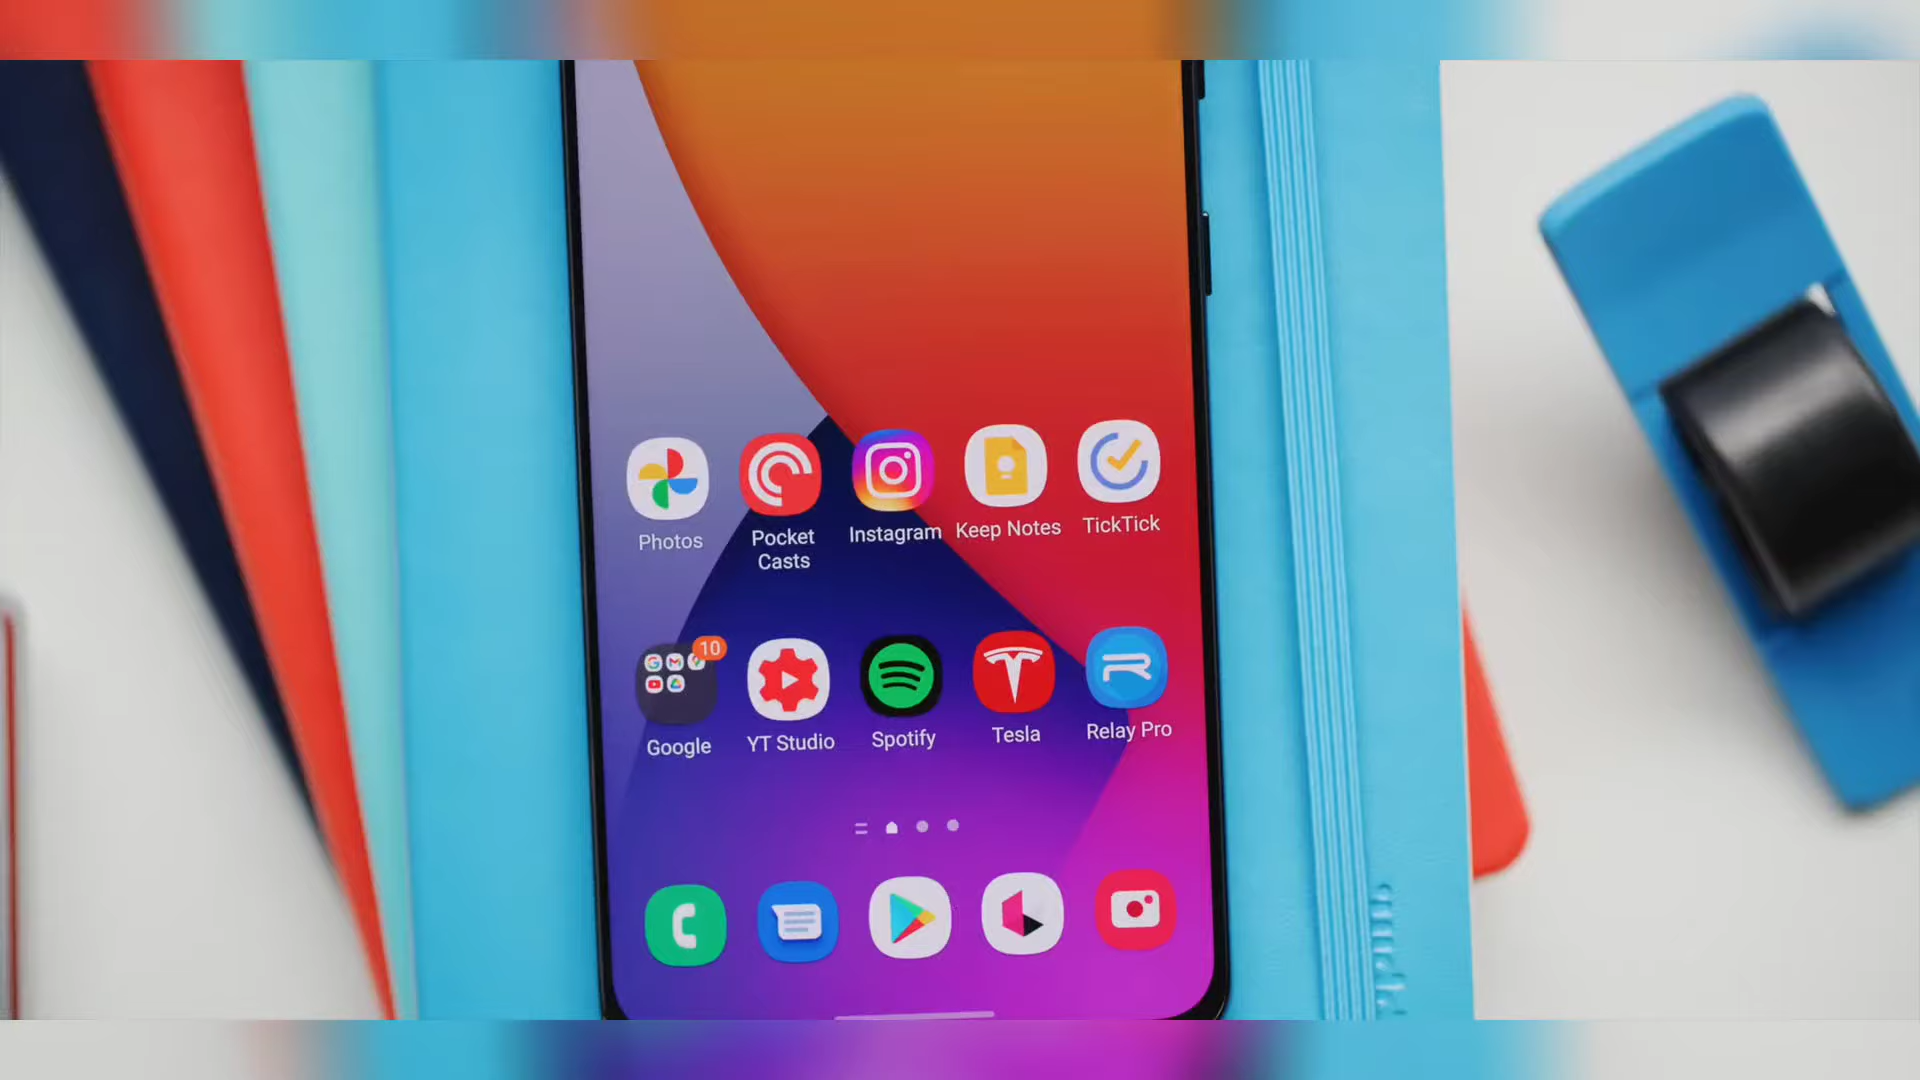 Photos
Pocket
Casts
Instagram
Keep Notes
TickTick
10
Google
YT Studio
Spotify
Tesla
Relay Pro